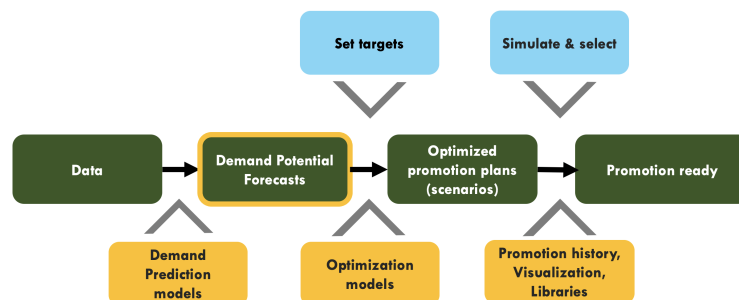 Set targets
Simulate & select
Data
Demand Potential
Forecasts
Optimized
promotion plans
(scenarios)
Promotion ready
Demand
Prediction
models
Optimization
models
Promotion history,
Visualization,
Libraries